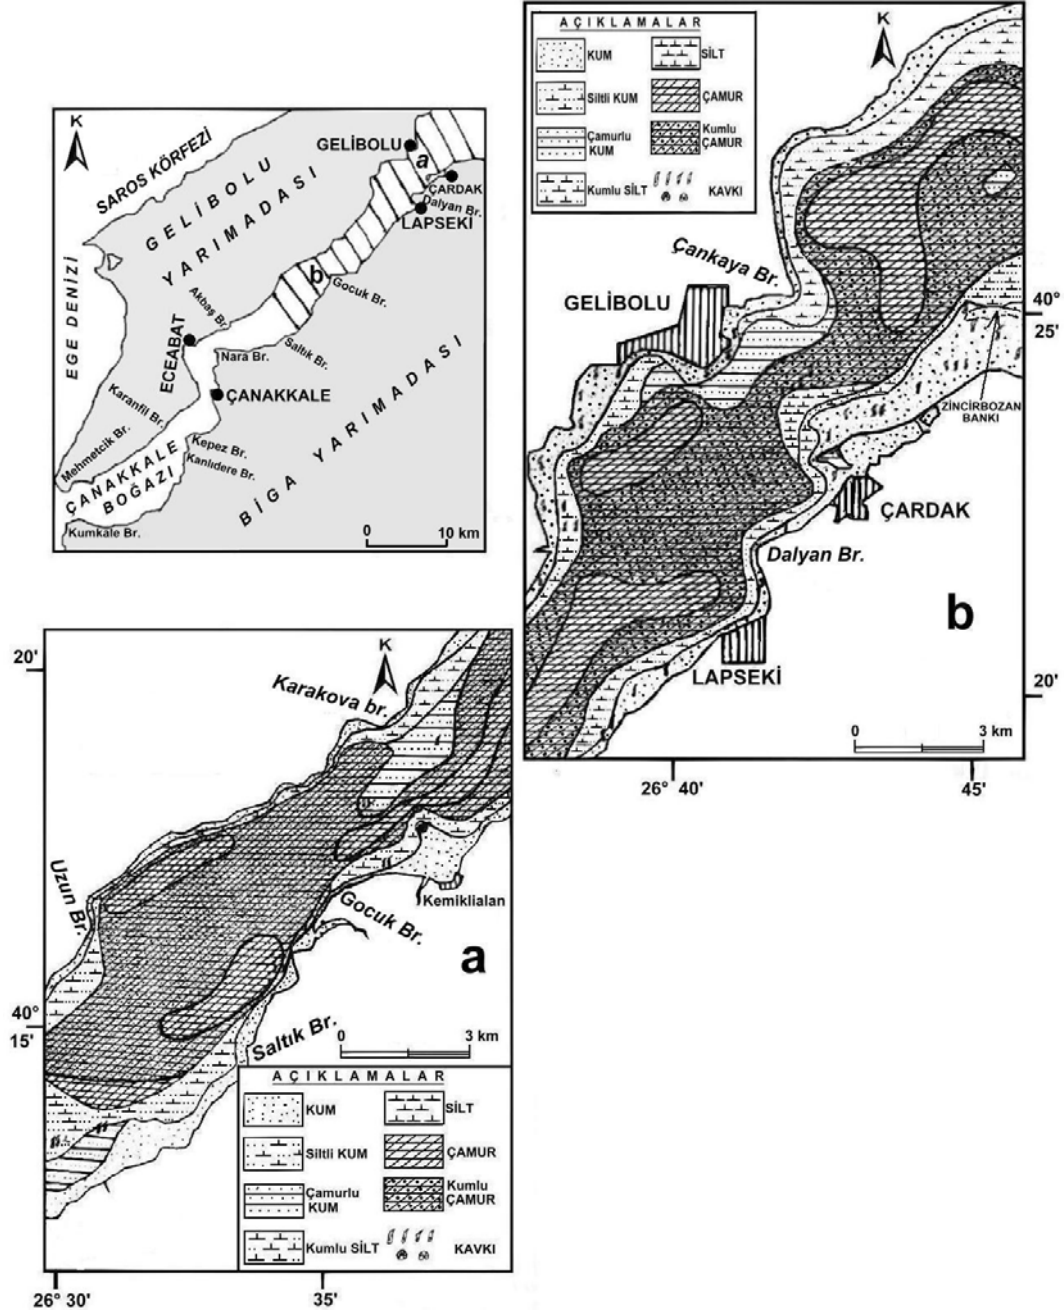 K
SAROS KÖRFEZİ
GELİBOLU
a
GELİBOLU
YARIMADASI
ÇARDAK
Dalyan Br.
LAPSEKİ
EGE DENİZİ
b
Gocuk Br.
Akbaş Br.
ECEABAT
Nara Br.
Saltık Br.
ÇANAKKALE
Karanfil Br.
Mehmetcik Br.
Kepez Br.
Kanlıdere Br.
ÇANAKKALE
BOĞAZI
BİGA YARIMADASI
Kumkale Br.
0 10 km
AÇIKLAMALAR
KUM
SİLT
Siltli KUM
ÇAMUR
Çamurlu
KUM
Kumlu
ÇAMUR
Kumlu SİLT
KAVKI
K
Çankaya Br.
GELİBOLU
40°
25'
ZİNCİRBOZAN
BANKI
ÇARDAK
Dalyan Br.
b
LAPSEKİ
20'
0 3 km
26° 40'
45'
20'
K
Karakova br.
Uzun Br.
Kemiklialan
Gocuk Br.
a
40°
15'
Saltık Br.
0 3 km
AÇIKLAMALAR
KUM
SİLT
Siltli KUM
ÇAMUR
Çamurlu
KUM
Kumlu
ÇAMUR
Kumlu SİLT
KAVKI
26° 30'
35'